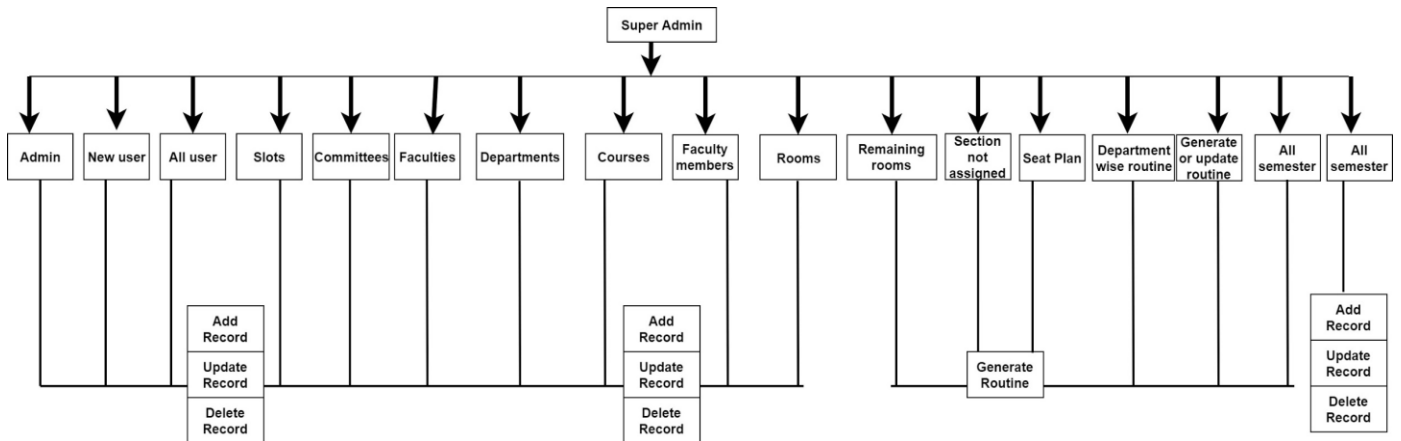 Super Admin
Admin
New user
All user
Slots
Committees
Faculties
Departments
Courses
Faculty
members
Rooms
Remaining
rooms
Section
not
assigned
Seat Plan
Department
wise routine
Generate
or update
routine
All
semester
All
semester
Add
Record
Update
Record
Delete
Record
Add
Record
Update
Record
Delete
Record
Generate
Routine
Add
Record
Update
Record
Delete
Record